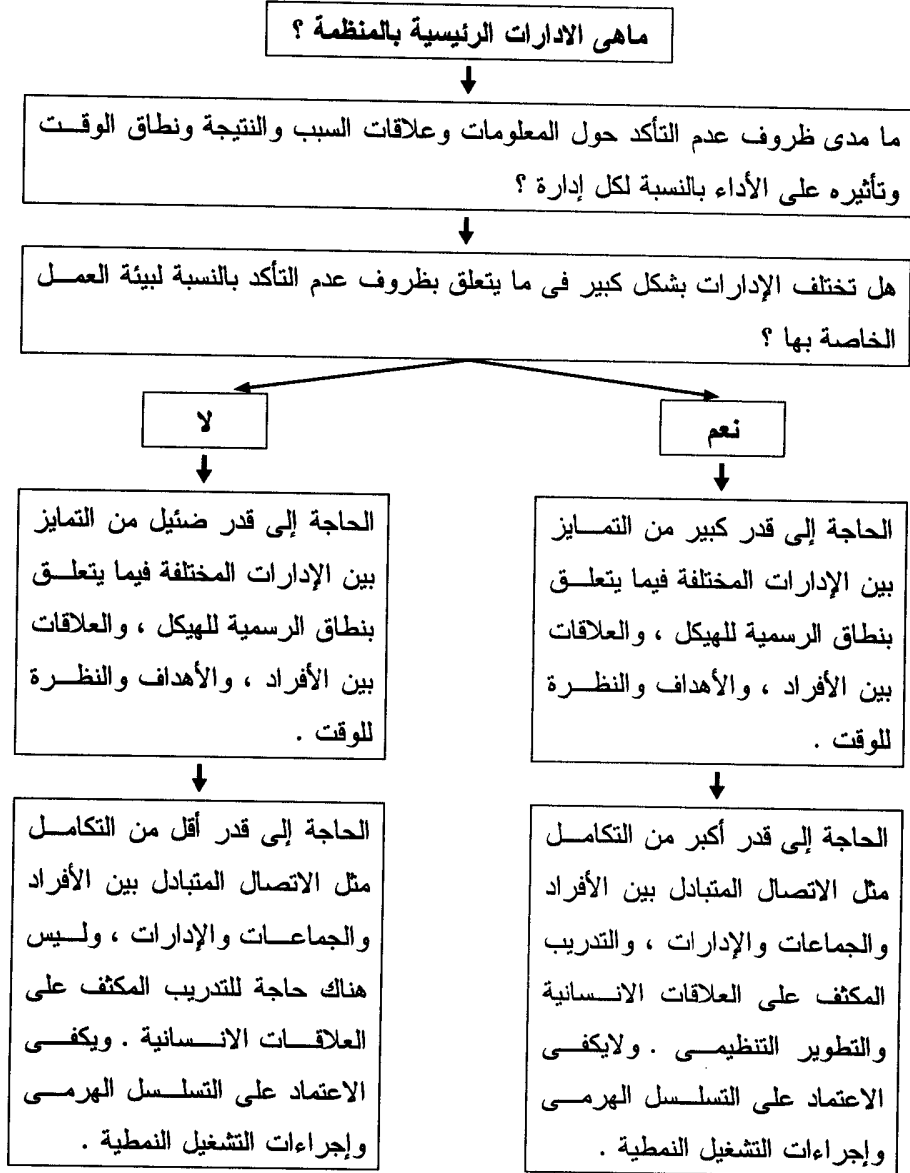 ماهى الادارات الرئيسية بالمنظمة ؟
ما مدى ظروف عدم التأكد حول المعلومات وعلاقات السبب والنتيجة ونطاق الوقت
وتأثيره على الأداء بالنسبة لكل إدارة ؟
هل تختلف الإدارات بشكل كبير فى ما يتعلق بظروف عدم التأكد بالنسبة لبيئة العمل
الخاصة بها ؟
نعم
الحاجة إلى قدر كبير من التمايز
بين الإدارات المختلفة فيما يتعلق
بنطاق الرسمية للهيكل ، والعلاقات
بين الأفراد ، والأهداف والنظرة
للوقت .
الحاجة إلى قدر أكبر من التكامل
مثل الاتصال المتبادل بين الأفراد
والجماعات والإدارات ، والتدريب
المكثف على العلاقات الانسانية
والتطوير التنظيمى . ولايكفى
الاعتماد على التسلسل الهرمى
وإجراءات التشغيل النمطية .
لا
الحاجة إلى قدر ضئيل من التمايز
بين الإدارات المختلفة فيما يتعلق
بنطاق الرسمية للهيكل ، والعلاقات
بين الأفراد ، والأهداف والنظرة
للوقت .
الحاجة إلى قدر أقل من التكامل
مثل الاتصال المتبادل بين الأفراد
والجماعات والإدارات ، وليس
هناك حاجة للتدريب المكثف على
العلاقات الانسانية . ويكفى
الاعتماد على التسلسل الهرمى
وإجراءات التشغيل النمطية .